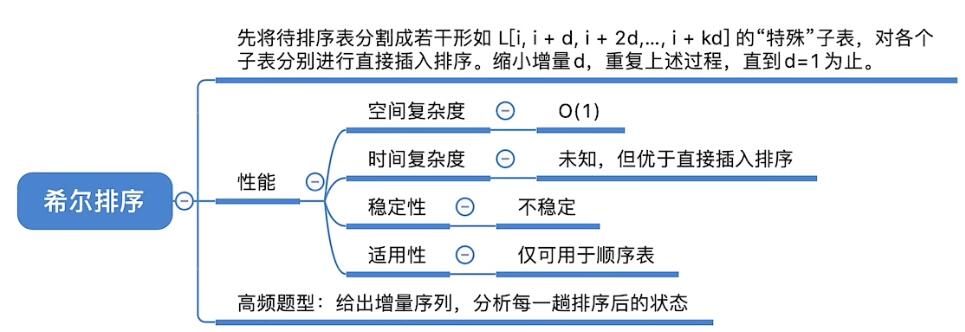 先将待排序表分割成若干形如 L[i, i + d, i + 2d,..., i + kd] 的“特殊”子表，对各个
子表分别进行直接插入排序。缩小增量d，重复上述过程，直到d=1为止。
空间复杂度 O(1)
时间复杂度 未知，但优于直接插入排序
性能
希尔排序
稳定性 不稳定
适用性 仅可用于顺序表
高频题型：给出增量序列，分析每一趟排序后的状态